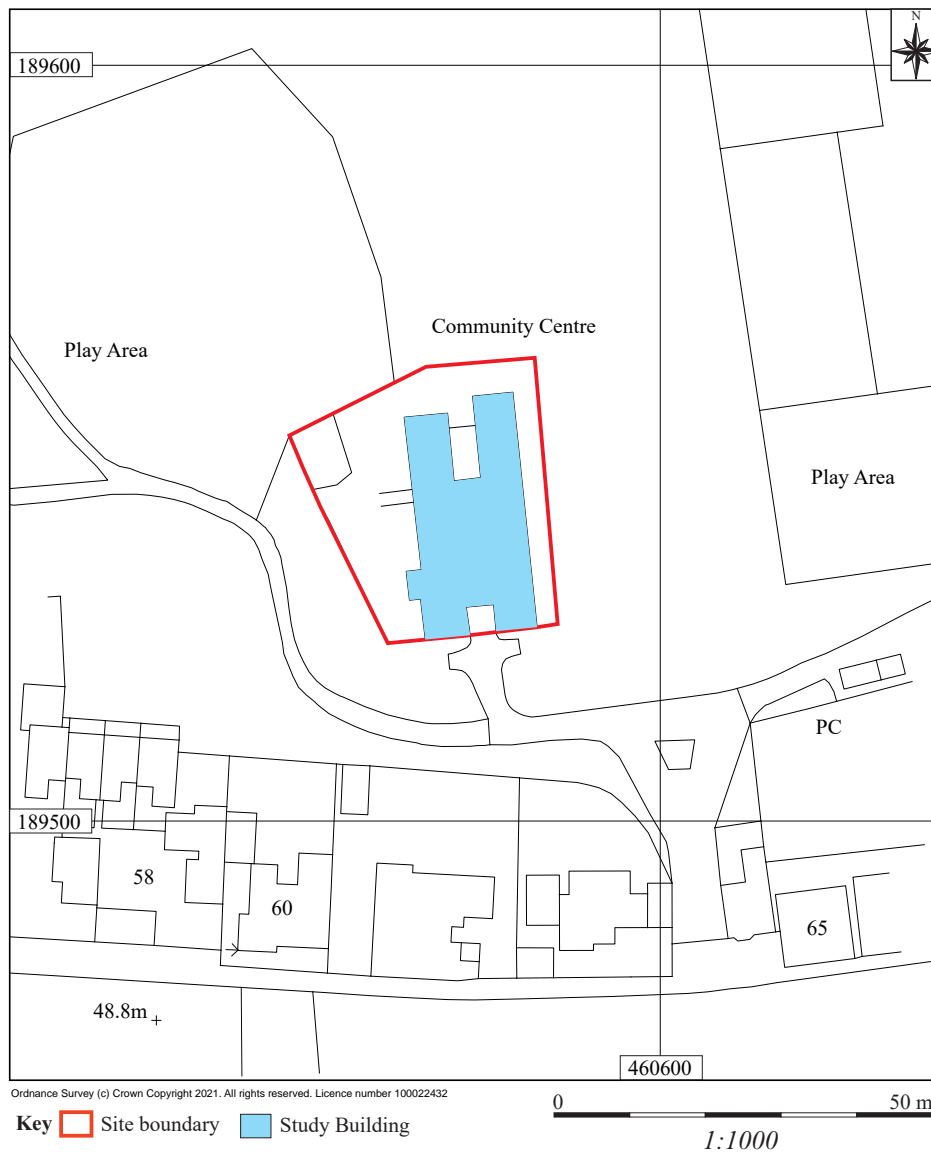 N
189600
Community Centre
Play Area
Play Area
PC
189500
58
60
65
48.8m
460600
Ordnance Survey (c) Crown Copyright 2021. All rights reserved. Licence number 100022432
Key Site boundary Study Building
0 50 m
1:1000